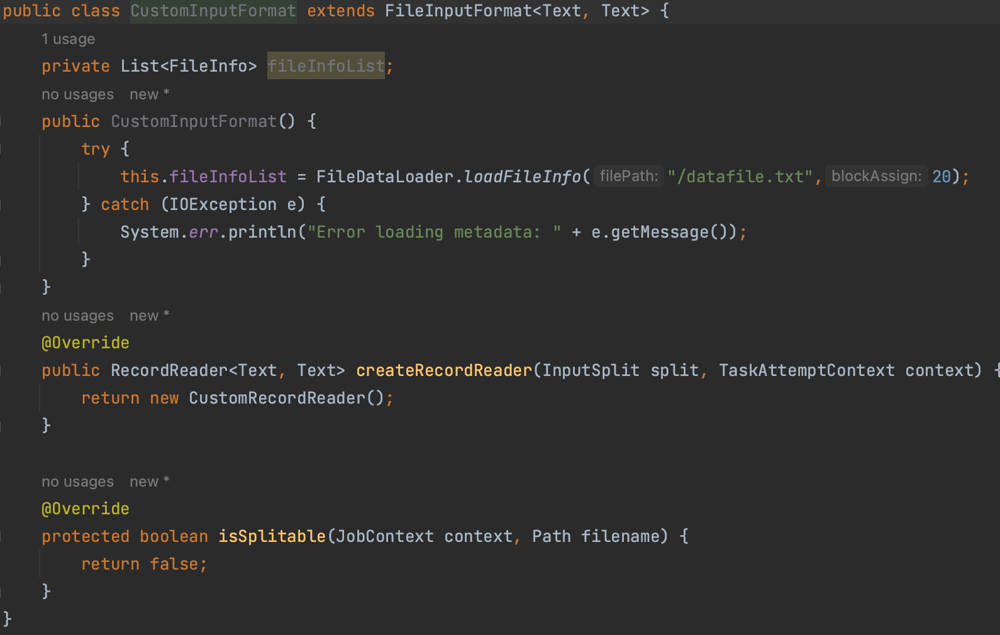 public class CustomInputFormat extends FileInputFormat<Text, Text> {
1 usage
private List<FileInfo> fileInfoList;
no usages new *
public CustomInputFormat() {
try {
this.fileInfoList = FileDataLoader.loadFileInfo( filePath: "/datafile.txt", blockAssign: 20);
} catch (IOException e) {
System.err.println("Error loading metadata: " + e.getMessage());
}
}
no usages new *
@Override
public RecordReader<Text, Text> createRecordReader(InputSplit split, TaskAttemptContext context) {
return new CustomRecordReader();
}
no usages new *
@Override
protected boolean isSplitable(JobContext context, Path filename) {
return false;
}
}